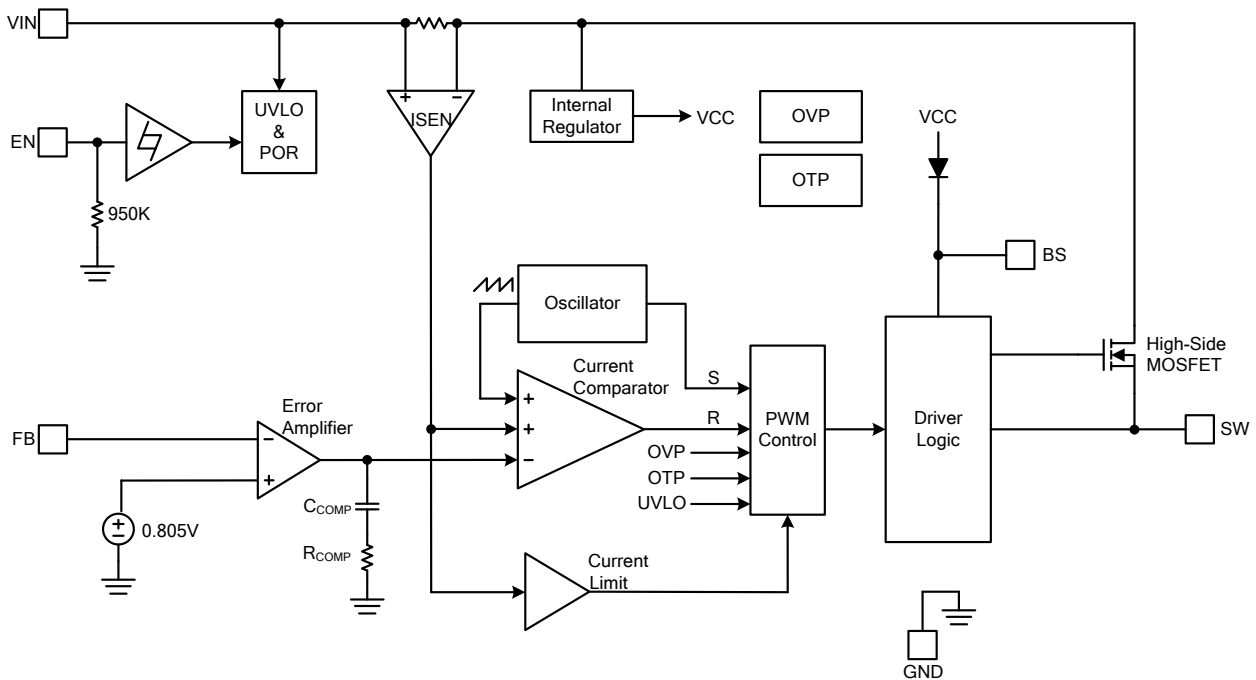 VIN
EN
950K
UVLO
&
POR
+
−
ISEN
Internal
Regulator
VCC
OVP
OTP
VCC
BS
Oscillator
Current
Comparator
+
+
−
S
R
OVP
OTP
UVLO
PWM
Control
Driver
Logic
High-Side
MOSFET
SW
FB
Error
Amplifier
−
+
+
−
0.805V
CCOMP
RCOMP
Current
Limit
GND